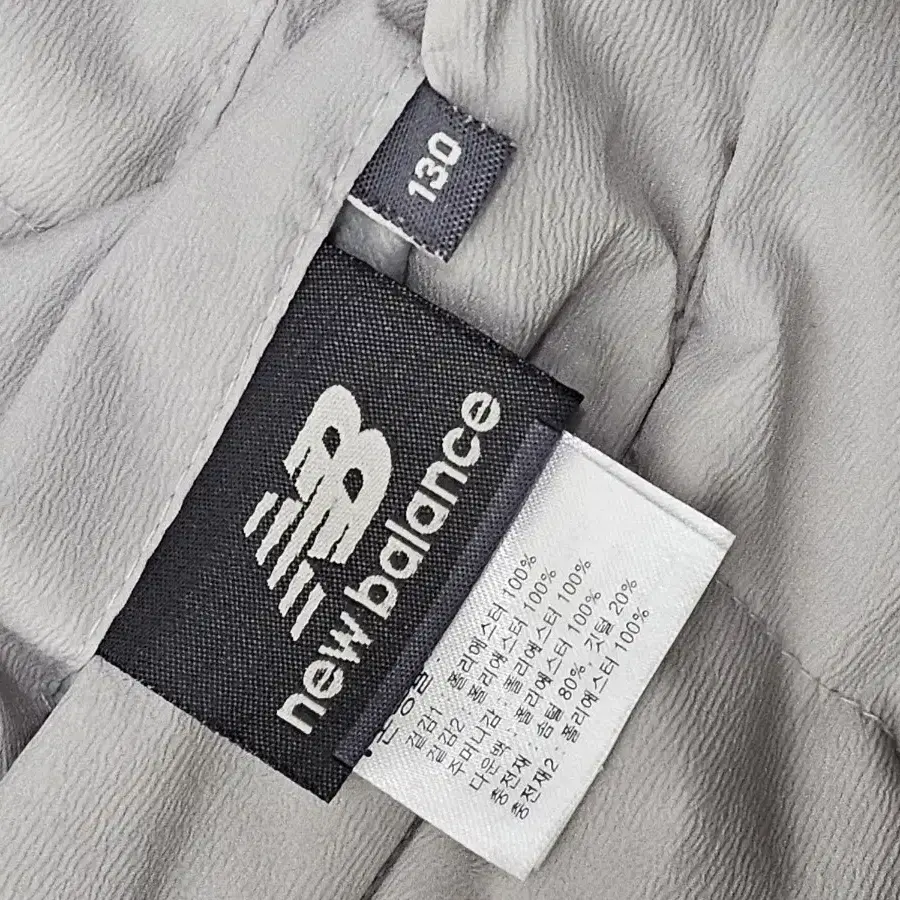 130
new balance
혼용률
겉감1 : 폴리에스터 100%
겉감2 : 폴리에스터 100%
주머니감 : 폴리에스터 100%
다운백 : 폴리에스터 100%
충전재 : 솜털 80%, 깃털 20%
충전재2 : 폴리에스터 100%